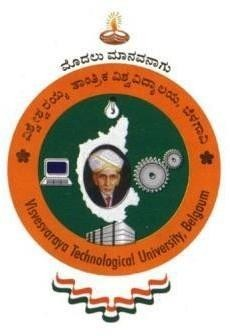 ಮೊದಲು ಮಾನವನಾಗು
ವಿಶ್ವೇಶ್ವರಯ್ಯ ತಾಂತ್ರಿಕ ವಿಶ್ವವಿದ್ಯಾಲಯ, ಬೆಳಗಾವಿ
Visvesvaraya Technological University, Belgaum